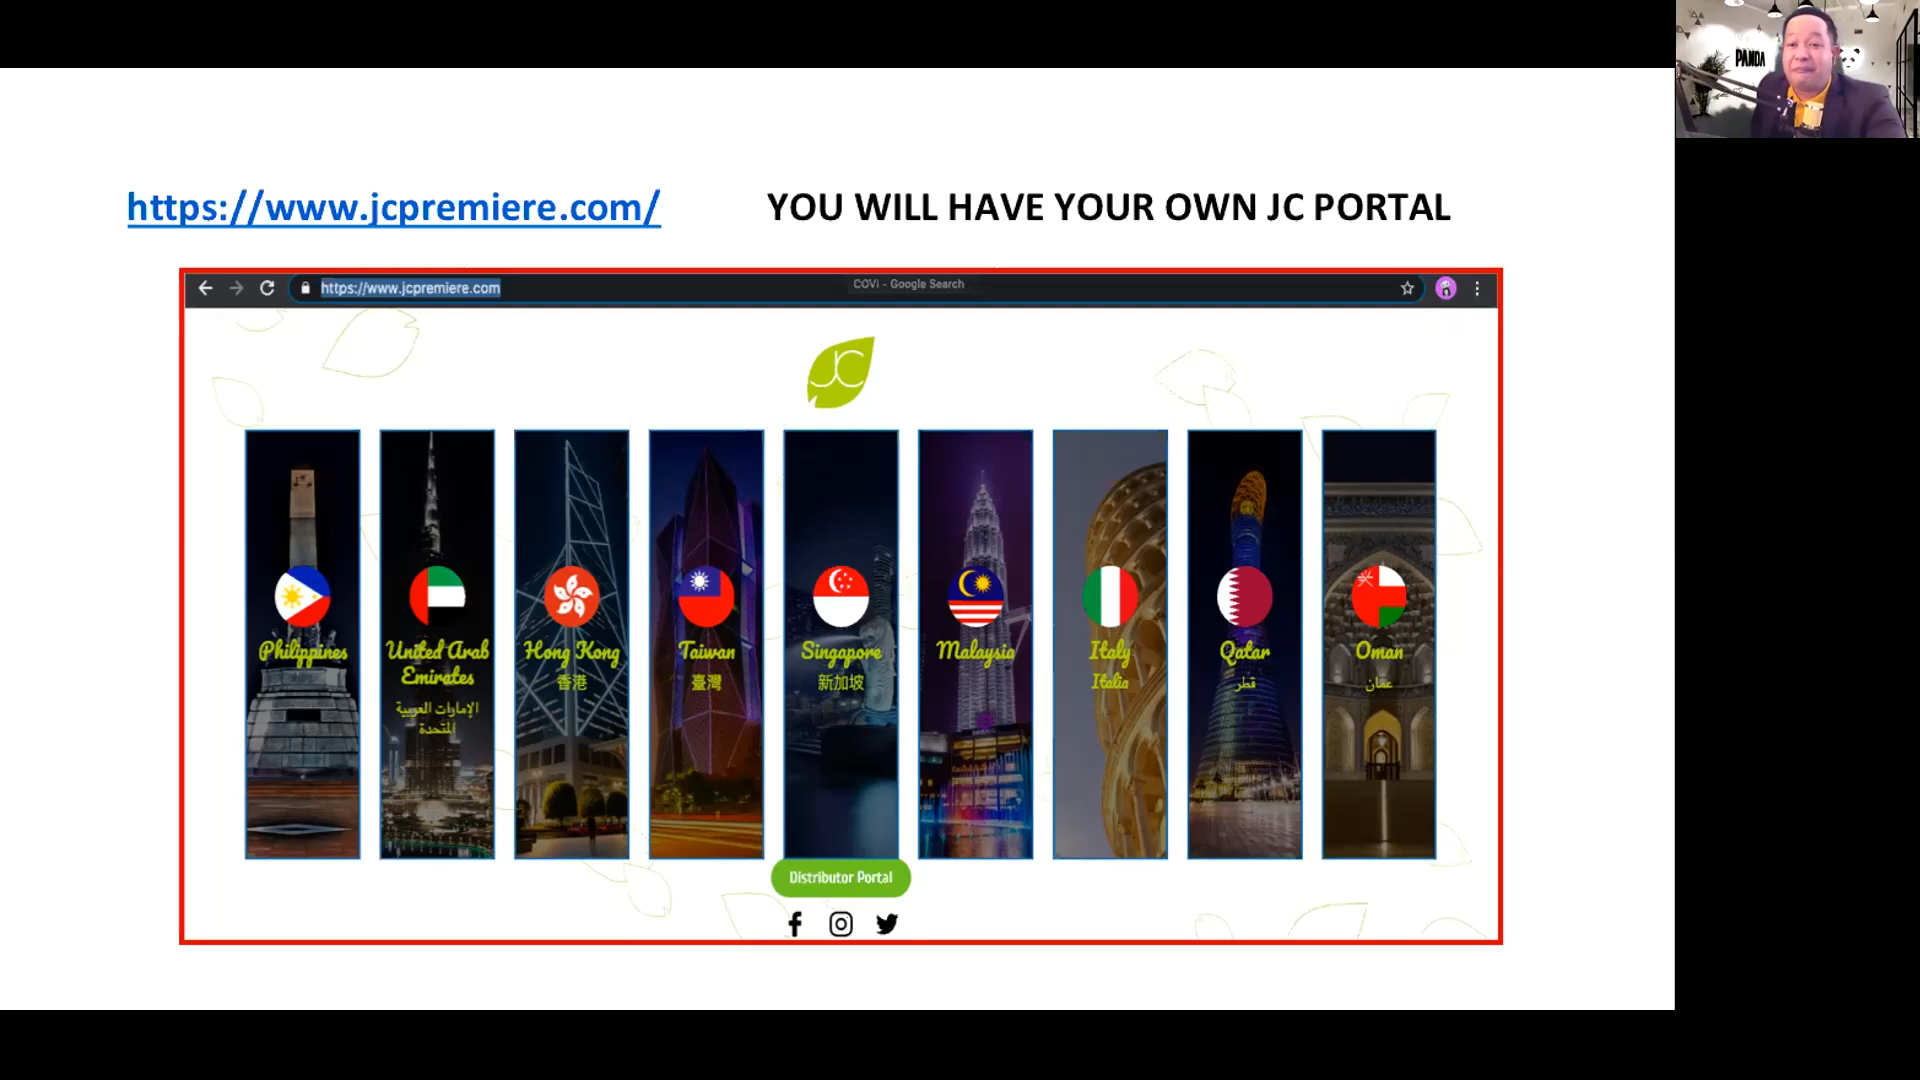 PANDA
https://www.jcpremiere.com/
YOU WILL HAVE YOUR OWN JC PORTAL
https://www.jcpremiere.com
COVI - Google Search
JC
Philippines
United Arab
Emirates
الإمارات العربية
المتحدة
Hong Kong
香港
Taiwan
臺灣
Singapore
新加坡
Malaysia
Italy
Italia
Qatar
قطر
Oman
عمان
Distributor Portal